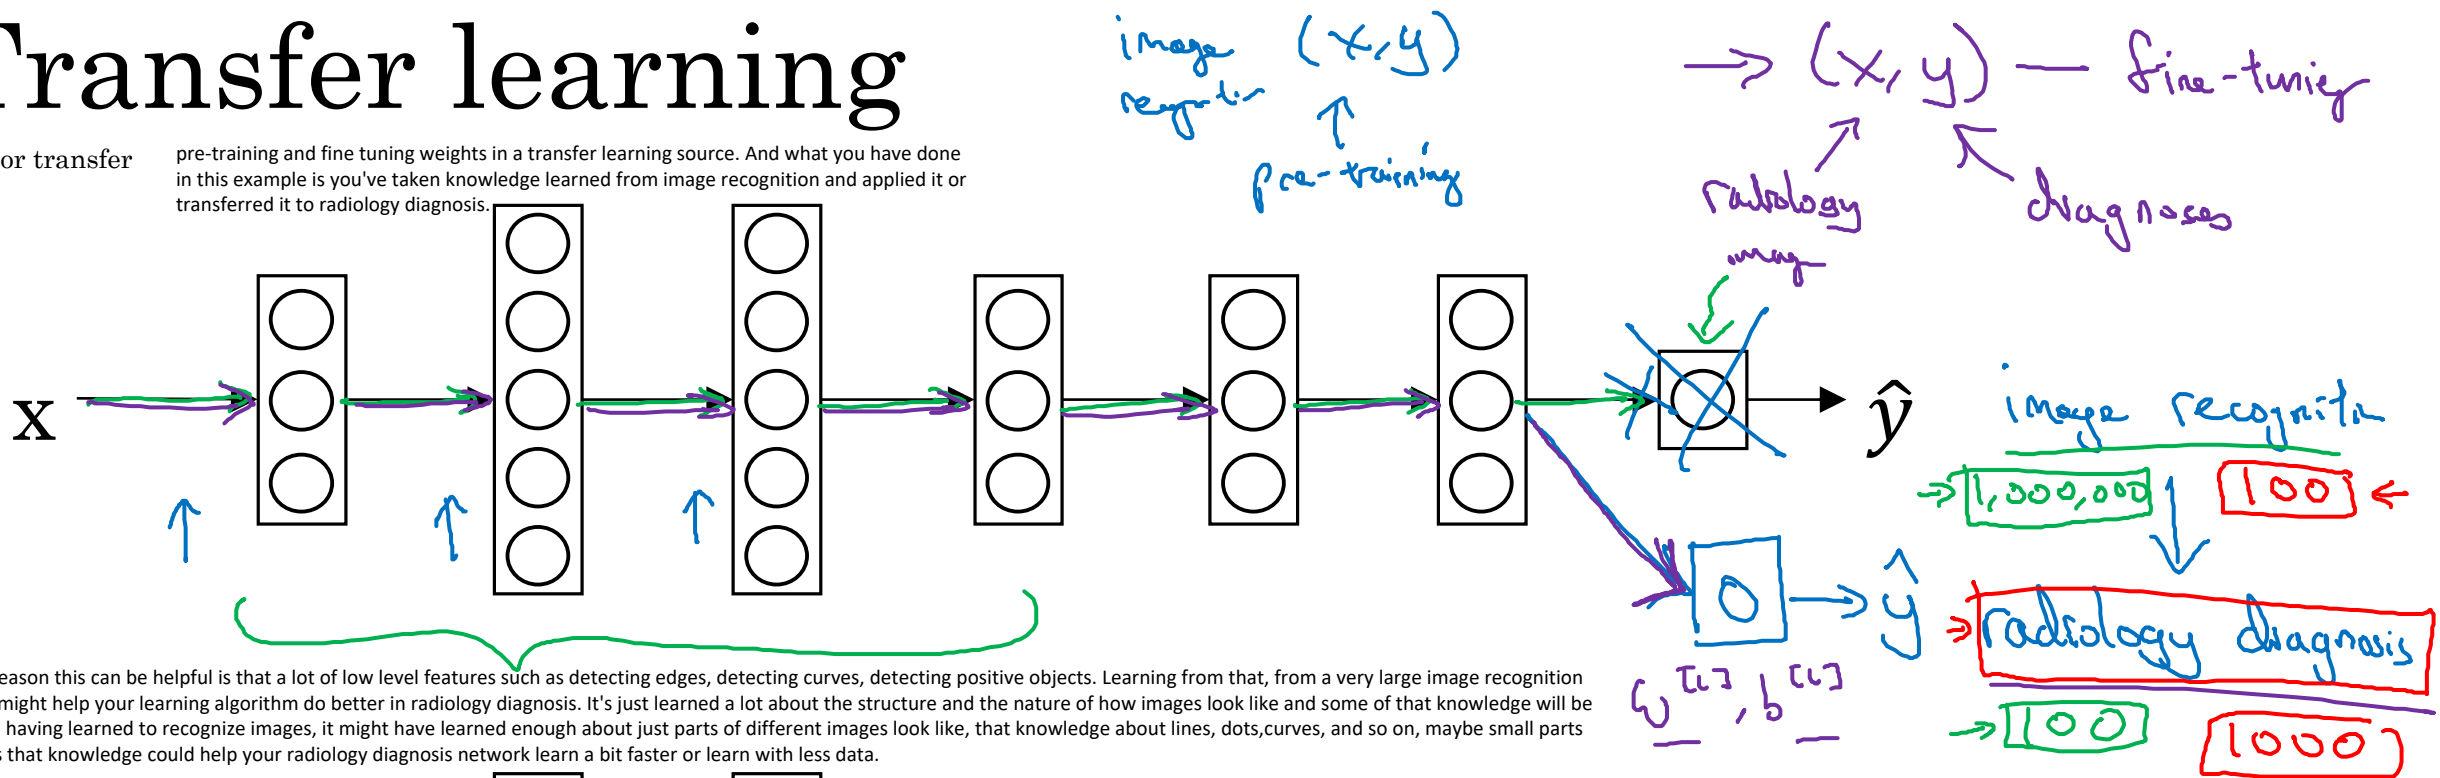 Transfer learning
or transfer
pre-training and fine tuning weights in a transfer learning source. And what you have done
in this example is you've taken knowledge learned from image recognition and applied it or
transferred it to radiology diagnosis.
image (x,y)
pre-training
→ (x, y) — fine-tuning
radiology
diagnoses
x
ŷ
image
1,000,000
100
ŷ
radiology diagnosis
w[L], b[L]
100
1000
eason this can be helpful is that a lot of low level features such as detecting edges, detecting curves, detecting positive objects. Learning from that, from a very large image recognition
might help your learning algorithm do better in radiology diagnosis. It's just learned a lot about the structure and the nature of how images look like and some of that knowledge will be
having learned to recognize images, it might have learned enough about just parts of different images look like, that knowledge about lines, dots,curves, and so on, maybe small parts
s that knowledge could help your radiology diagnosis network learn a bit faster or learn with less data.